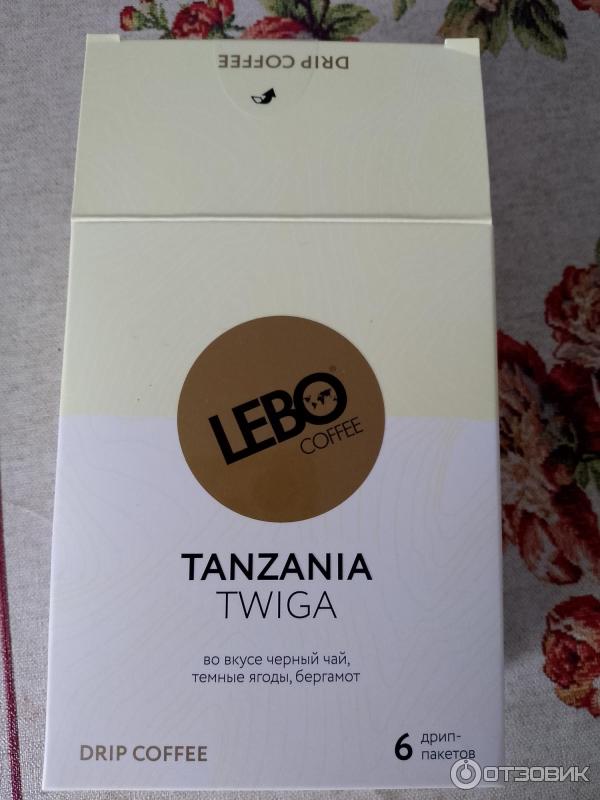 DRIP COFFEE
LEBO®
COFFEE
TANZANIA
TWIGA
во вкусе черный чай,
темные ягоды, бергамот
DRIP COFFEE
6 дрип-
пакетов
ОТЗОВИК